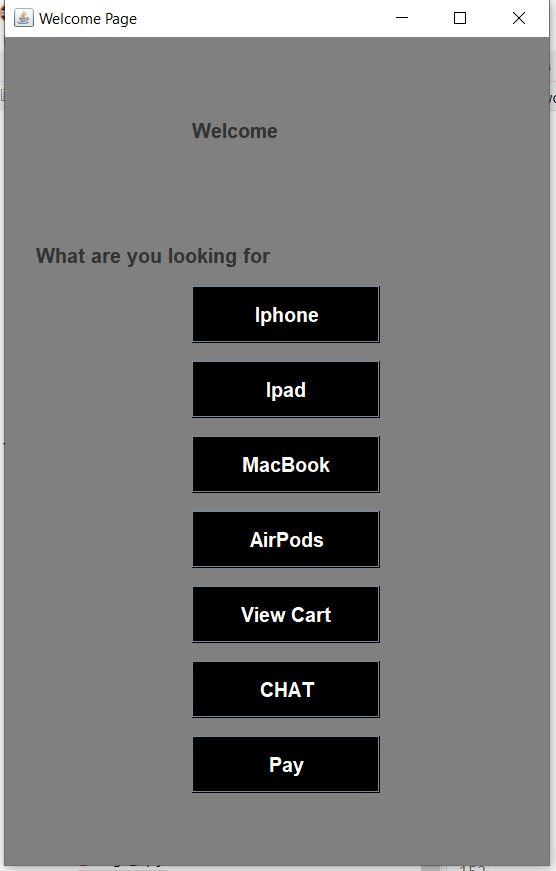 Welcome Page
Welcome
What are you looking for
Iphone
Ipad
MacBook
AirPods
View Cart
CHAT
Pay